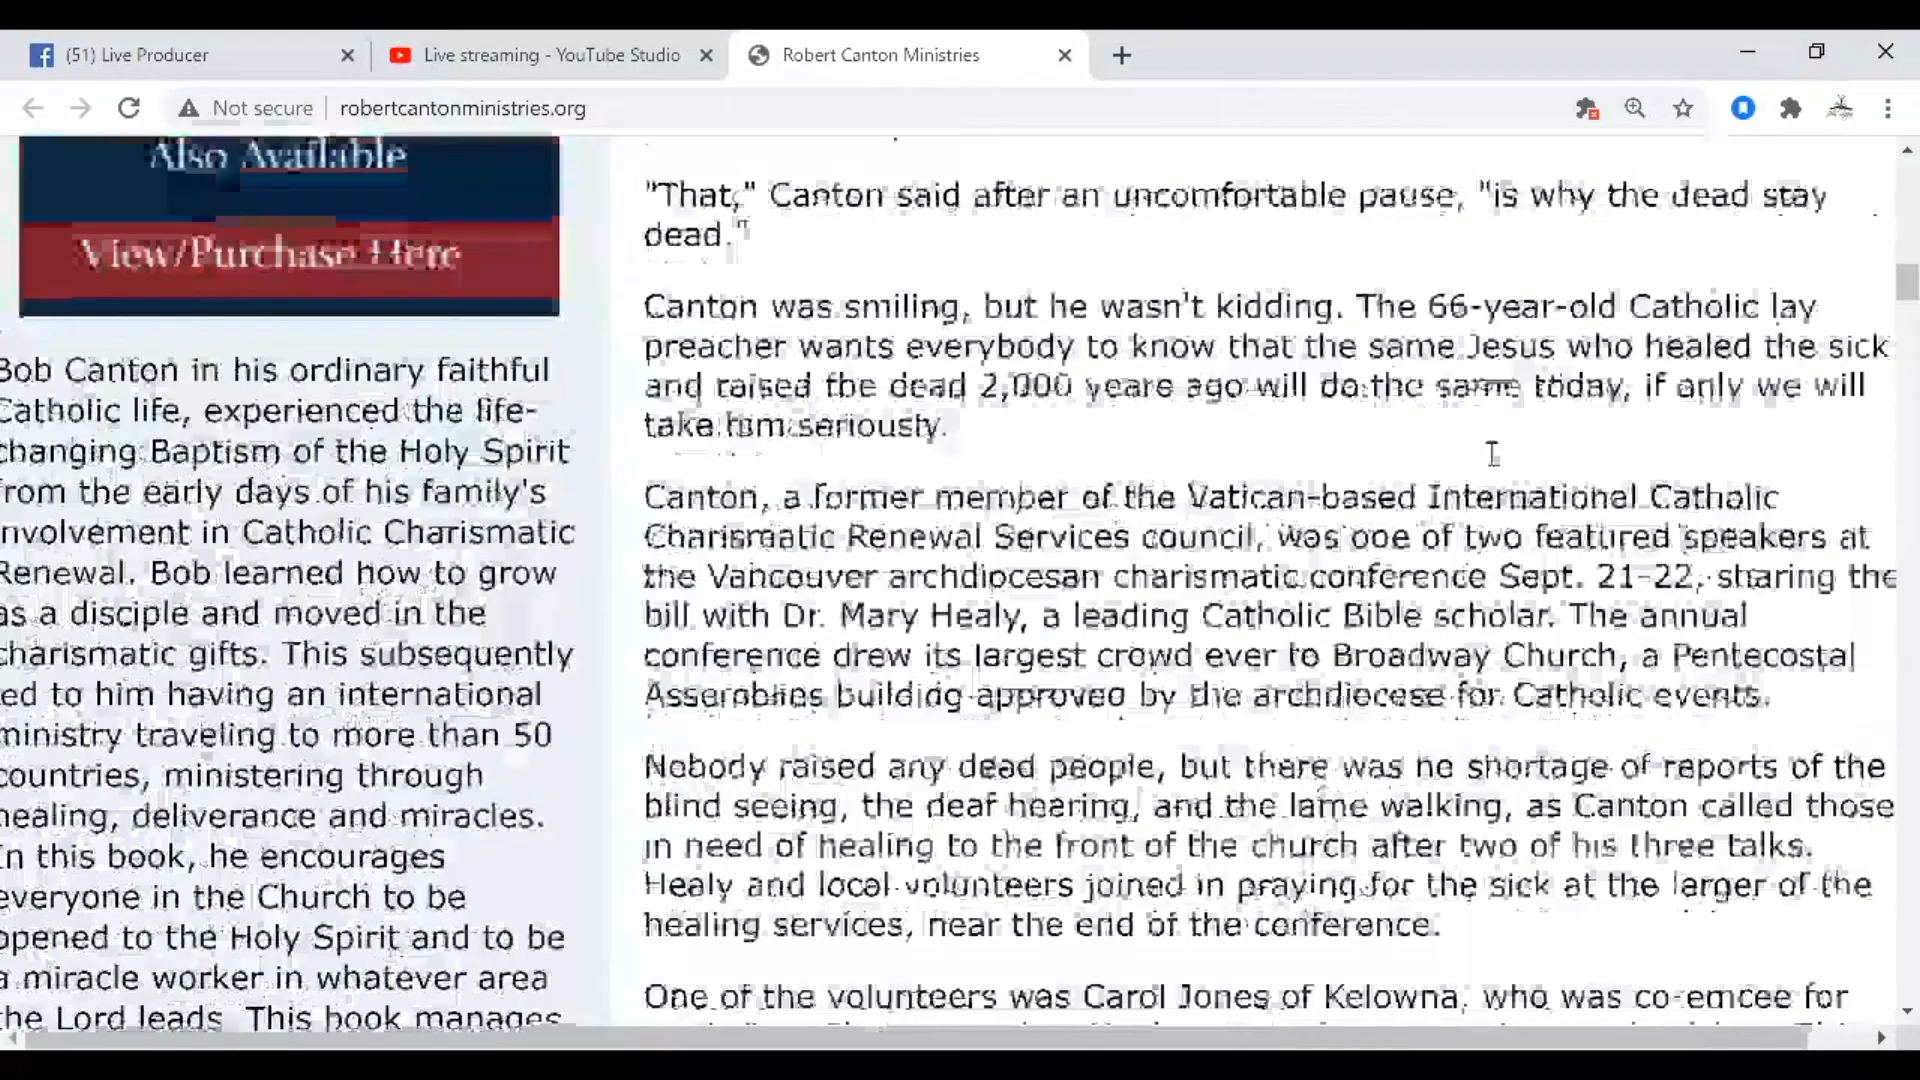 (51) Live Producer
Live streaming - YouTube Studio
Robert Canton Ministries
Not secure
robertcantonministries.org
Also Available
View/Purchase Here
Bob Canton in his ordinary faithful
Catholic life, experienced the life-
changing Baptism of the Holy Spirit
from the early days of his family's
involvement in Catholic Charismatic
Renewal. Bob learned how to grow
as a disciple and moved in the
charismatic gifts. This subsequently
led to him having an international
ministry traveling to more than 50
countries, ministering through
healing, deliverance and miracles.
In this book, he encourages
everyone in the Church to be
opened to the Holy Spirit and to be
a miracle worker in whatever area
the Lord leads. This book manages
"That," Canton said after an uncomfortable pause, "is why the dead stay
dead."
Canton was smiling, but he wasn't kidding. The 66-year-old Catholic lay
preacher wants everybody to know that the same Jesus who healed the sick
and raised the dead 2,000 years ago will do the same today, if only we will
take him seriously.
Canton, a former member of the Vatican-based International Catholic
Charismatic Renewal Services council, was one of two featured speakers at
the Vancouver archdiocesan charismatic conference Sept. 21-22, sharing the
bill with Dr. Mary Healy, a leading Catholic Bible scholar. The annual
conference drew its largest crowd ever to Broadway Church, a Pentecostal
Assemblies building approved by the archdiocese for Catholic events.
Nobody raised any dead people, but there was no shortage of reports of the
blind seeing, the deaf hearing, and the lame walking, as Canton called those
in need of healing to the front of the church after two of his three talks.
Healy and local volunteers joined in praying for the sick at the larger of the
healing services, near the end of the conference.
One of the volunteers was Carol Jones of Kelowna, who was co-emcee for